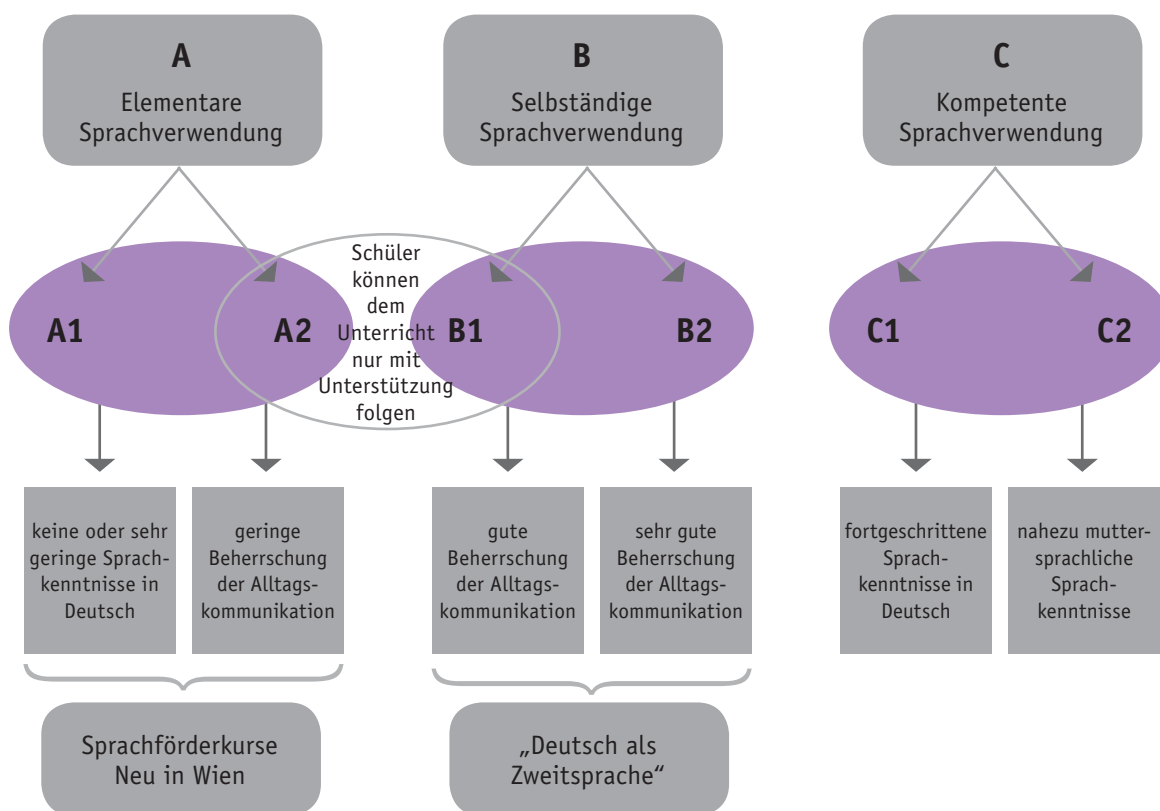 A
Elementare
Sprachverwendung
B
Selbständige
Sprachverwendung
C
Kompetente
Sprachverwendung
A1
A2
Schüler
können
dem
Unterricht
nur mit
Unterstützung
folgen
B1
B2
C1
C2
keine oder sehr
geringe Sprach-
kenntnisse in
Deutsch
geringe
Beherrschung
der Alltags-
kommunikation
gute
Beherrschung
der Alltags-
kommunikation
sehr gute
Beherrschung
der Alltags-
kommunikation
fortgeschrittene
Sprach-
kenntnisse in
Deutsch
nahezu mutter-
sprachliche
Sprach-
kenntnisse
Sprachförderkurse
Neu in Wien
„Deutsch als
Zweitsprache“